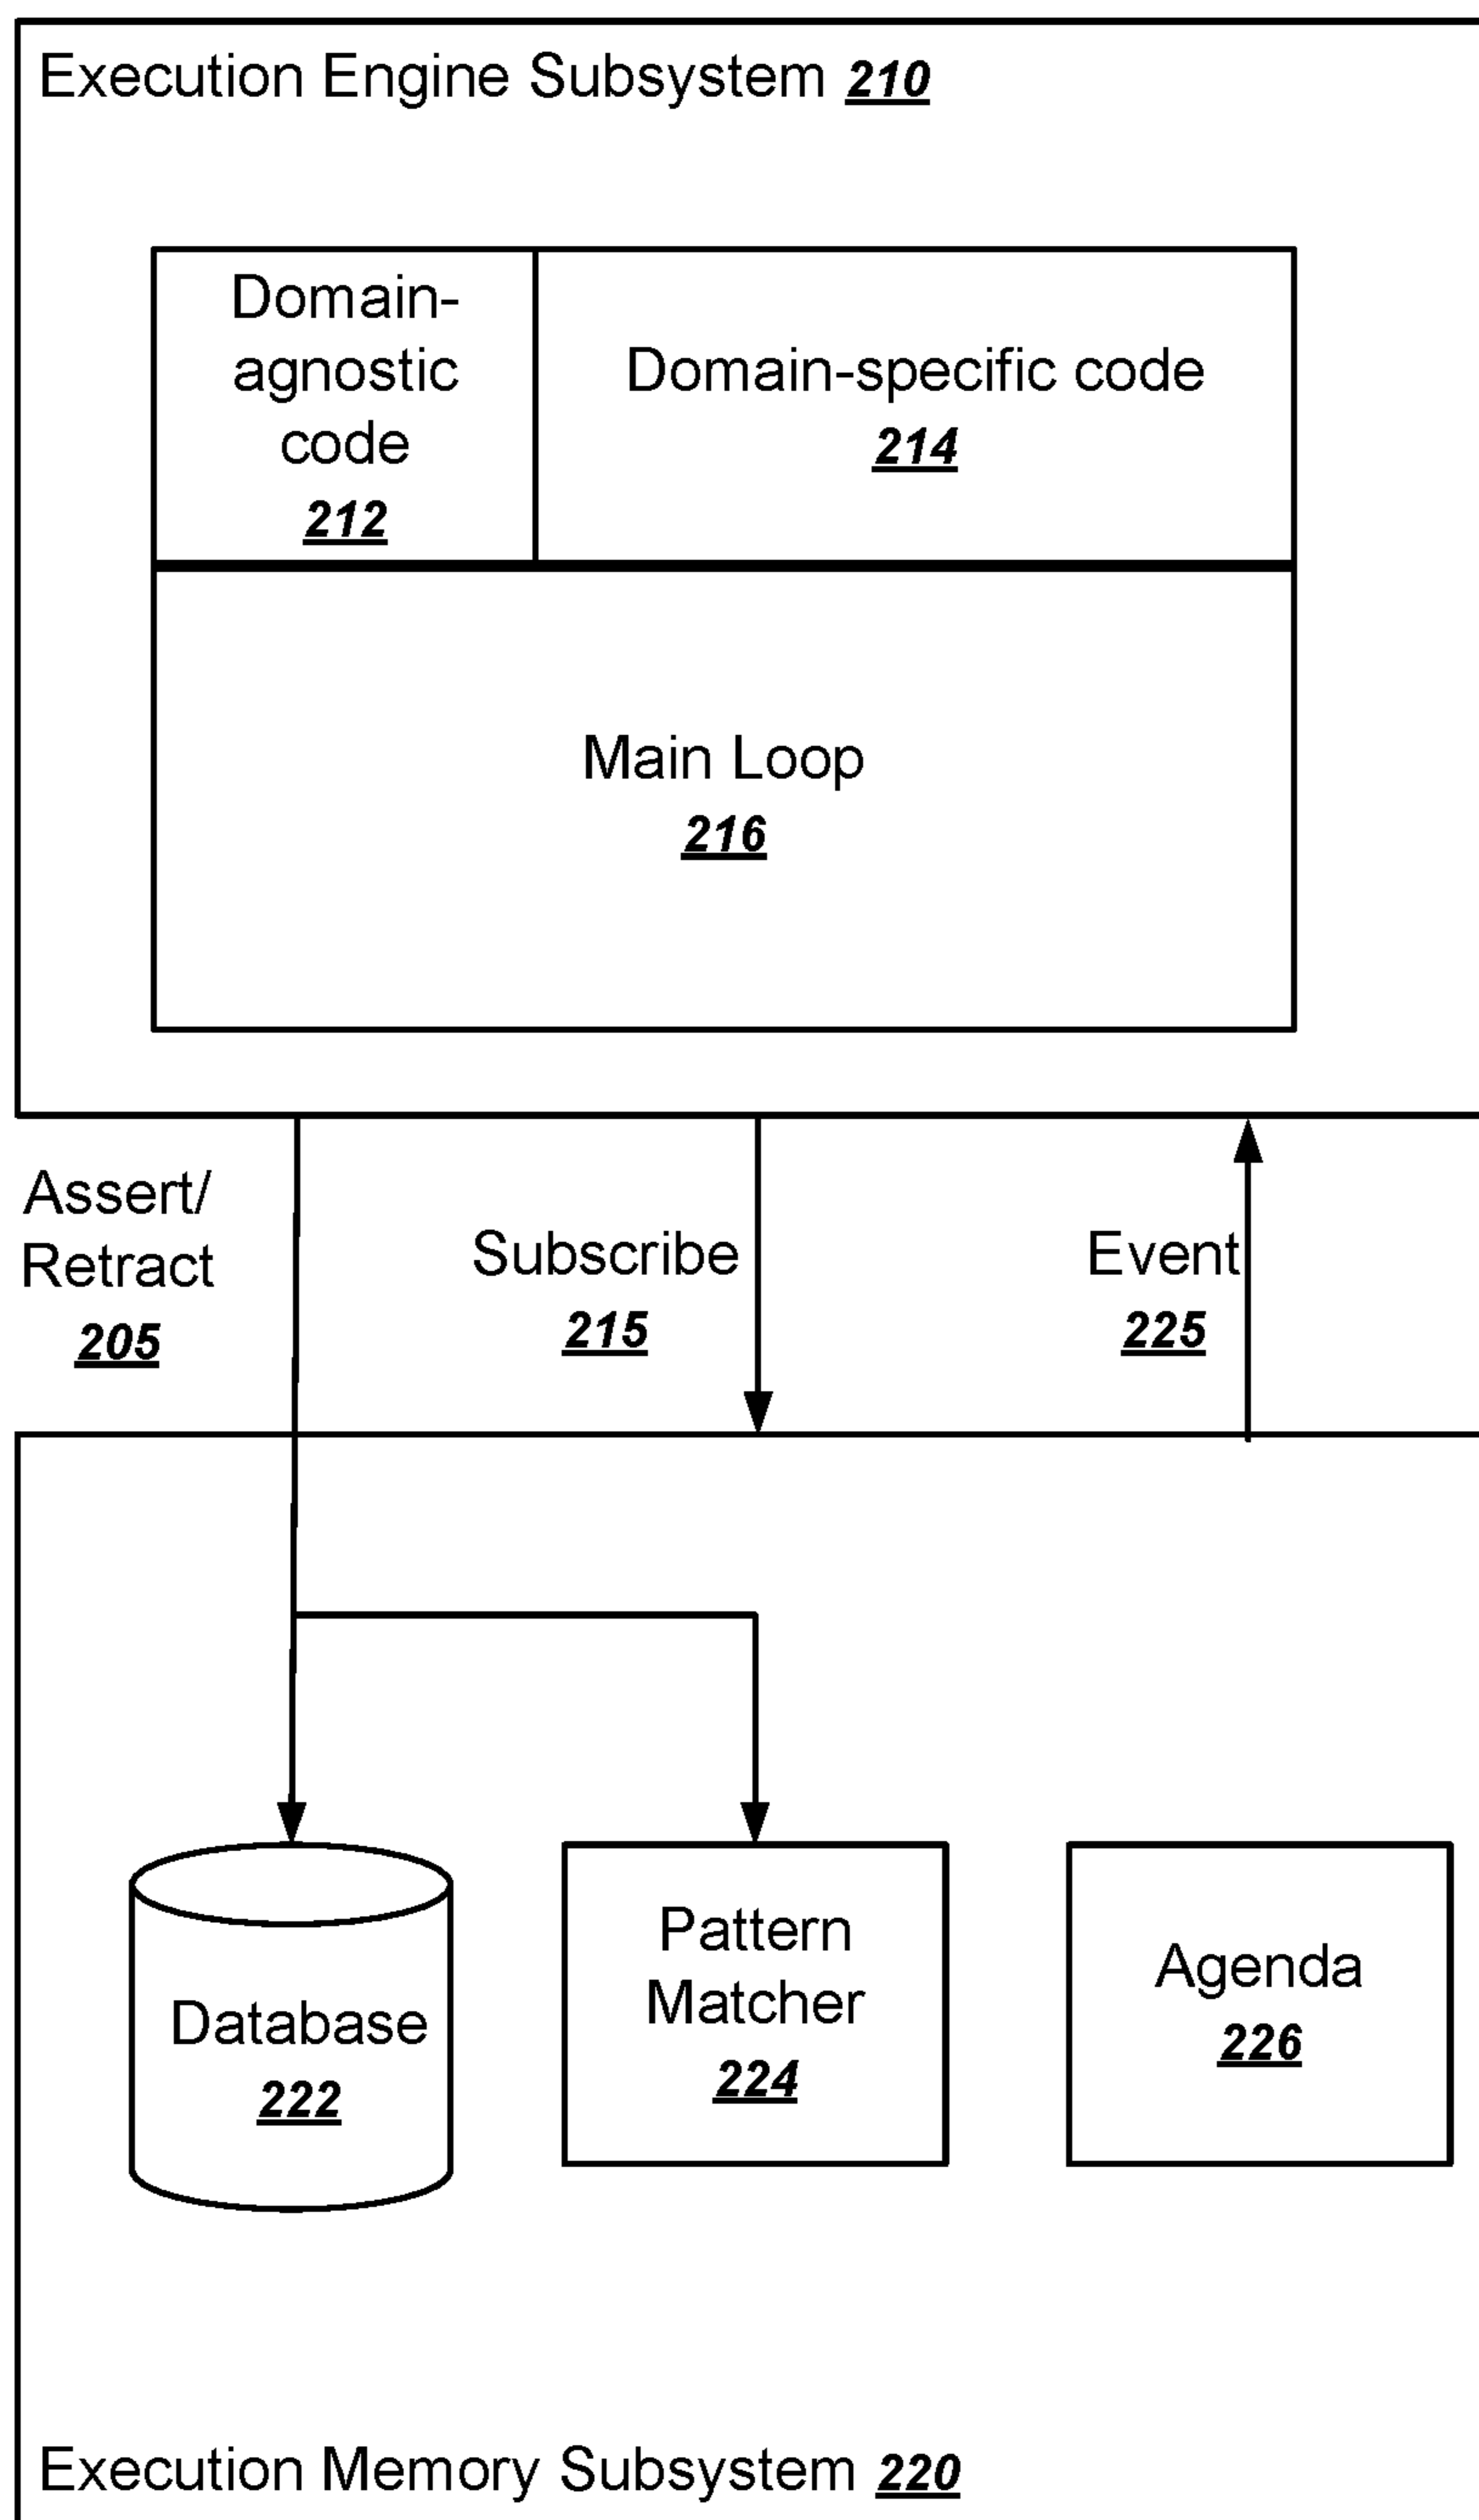 Execution Engine Subsystem 210
Domain-
agnostic
code
212
Domain-specific code
214
Main Loop
216
Assert/
Retract
205
Subscribe
215
Event
225
Database
222
Pattern
Matcher
224
Agenda
226
Execution Memory Subsystem 220